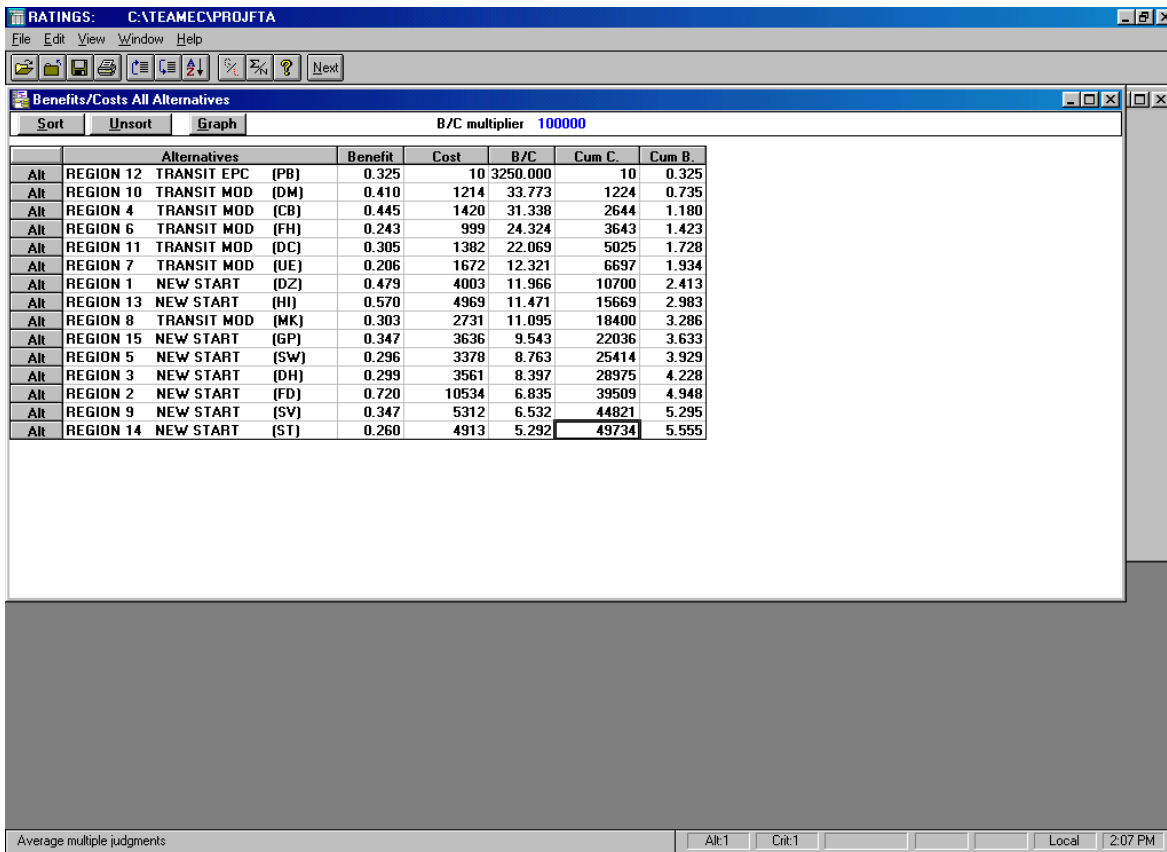 RATINGS: C:\TEAMEC\PROJFTA
File Edit View Window Help
Next
Benefits/Costs All Alternatives
Sort Unsort Graph B/C multiplier 100000
Alternatives Benefit Cost B/C Cum C. Cum B.
Alt REGION 12 TRANSIT EPC (PB) 0.325 10 3250.000 10 0.325
Alt REGION 10 TRANSIT MOD (DM) 0.410 1214 33.773 1224 0.735
Alt REGION 4 TRANSIT MOD (CB) 0.445 1420 31.338 2644 1.180
Alt REGION 6 TRANSIT MOD (FH) 0.243 999 24.324 3643 1.423
Alt REGION 11 TRANSIT MOD (DC) 0.305 1382 22.069 5025 1.728
Alt REGION 7 TRANSIT MOD (UE) 0.206 1672 12.321 6697 1.934
Alt REGION 1 NEW START (DZ) 0.479 4003 11.966 10700 2.413
Alt REGION 13 NEW START (HI) 0.570 4969 11.471 15669 2.983
Alt REGION 8 TRANSIT MOD (MK) 0.303 2731 11.095 18400 3.286
Alt REGION 15 NEW START (GP) 0.347 3636 9.543 22036 3.633
Alt REGION 5 NEW START (SW) 0.296 3378 8.763 25414 3.929
Alt REGION 3 NEW START (DH) 0.299 3561 8.397 28975 4.228
Alt REGION 2 NEW START (FD) 0.720 10534 6.835 39509 4.948
Alt REGION 9 NEW START (SV) 0.347 5312 6.532 44821 5.295
Alt REGION 14 NEW START (ST) 0.260 4913 5.292 49734 5.555
Average multiple judgments Alt:1 Crit:1 Local 2:07 PM